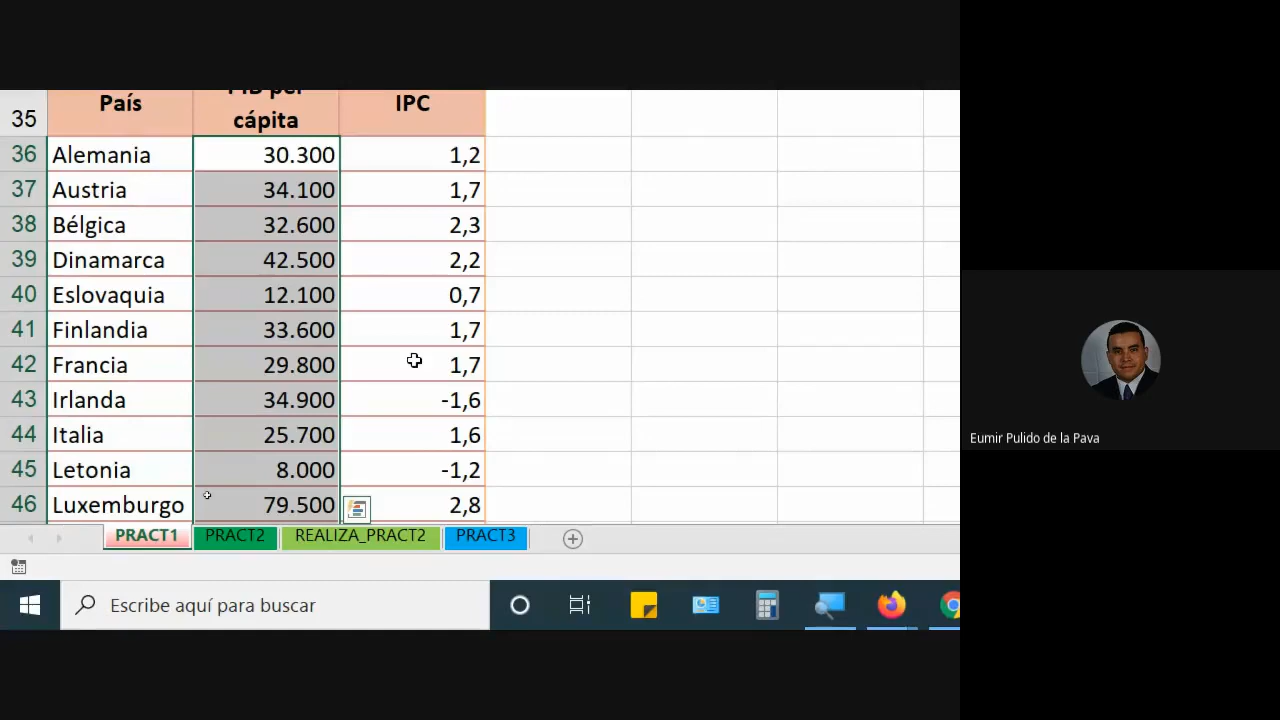 País PIB per cápita IPC
35
36 Alemania 30.300 1,2
37 Austria 34.100 1,7
38 Bélgica 32.600 2,3
39 Dinamarca 42.500 2,2
40 Eslovaquia 12.100 0,7
41 Finlandia 33.600 1,7
42 Francia 29.800 1,7
43 Irlanda 34.900 -1,6
44 Italia 25.700 1,6
45 Letonia 8.000 -1,2
46 Luxemburgo 79.500 2,8
PRACT1 PRACT2 REALIZA_PRACT2 PRACT3
Escribe aquí para buscar
Eumir Pulido de la Pava